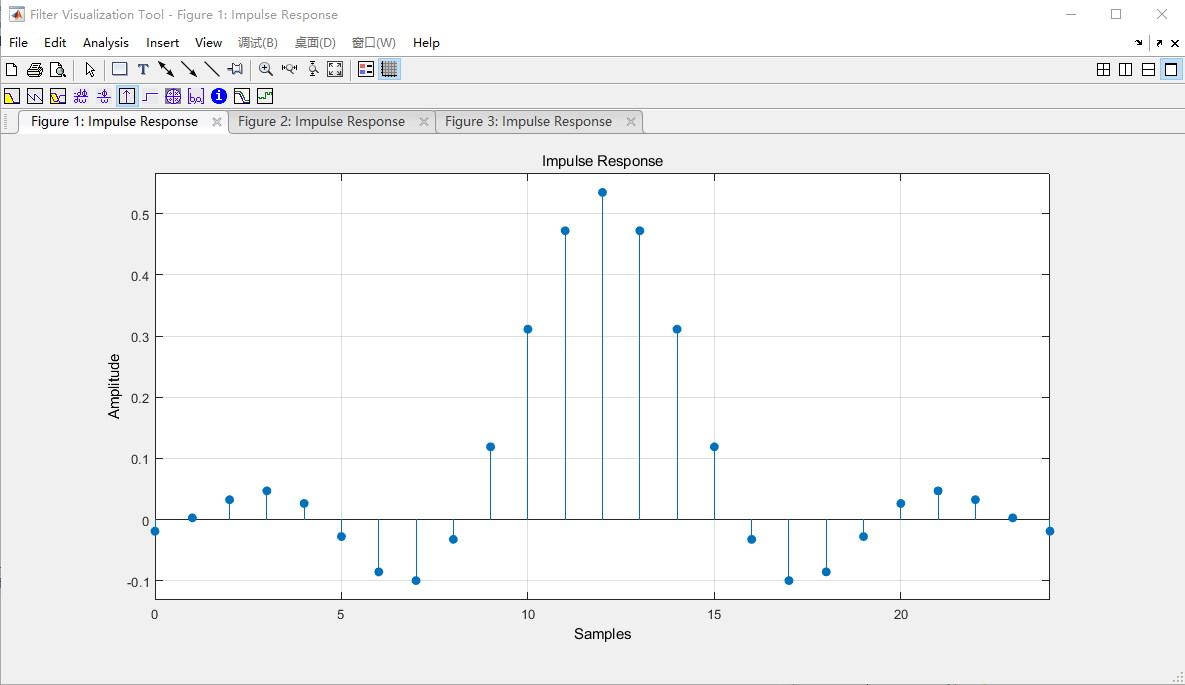 Filter Visualization Tool - Figure 1: Impulse Response
File Edit Analysis Insert View 调试(B) 桌面(D) 窗口(W) Help
Figure 1: Impulse Response Figure 2: Impulse Response Figure 3: Impulse Response
Impulse Response
0.5
0.4
0.3
0.2
0.1
0
-0.1
Amplitude
0 5 10 15 20
Samples